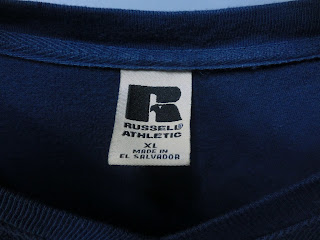 R
RUSSELL
ATHLETIC
XL
MADE IN
EL SALVADOR